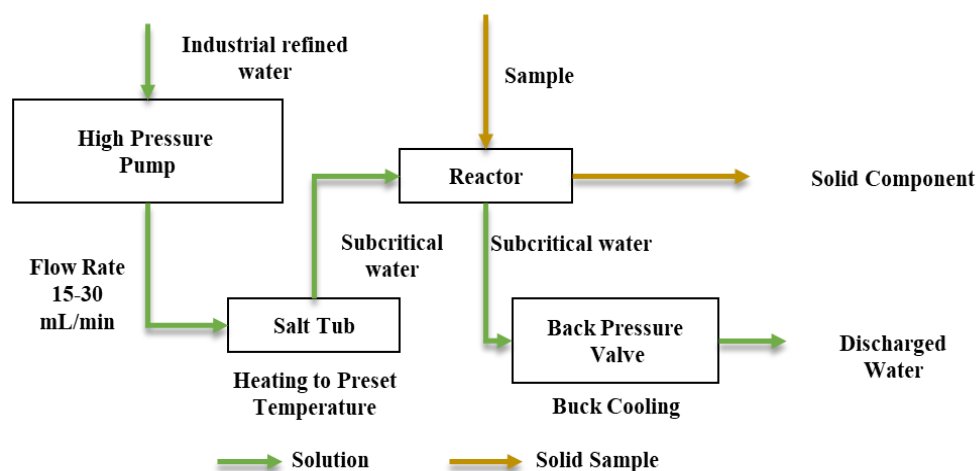 Industrial refined
water
Sample
High Pressure
Pump
Reactor
Solid Component
Flow Rate
15-30
mL/min
Subcritical
water
Subcritical water
Salt Tub
Back Pressure
Valve
Discharged
Water
Heating to Preset
Temperature
Buck Cooling
Solution
Solid Sample